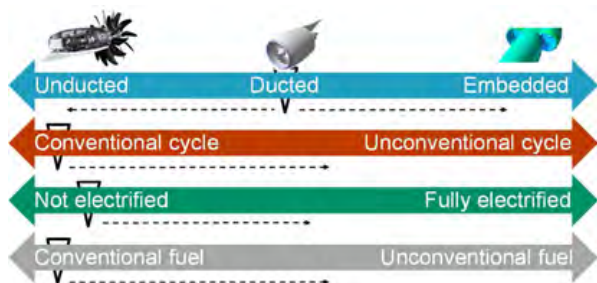 Unducted Ducted Embedded
Conventional cycle Unconventional cycle
Not electrified Fully electrified
Conventional fuel Unconventional fuel